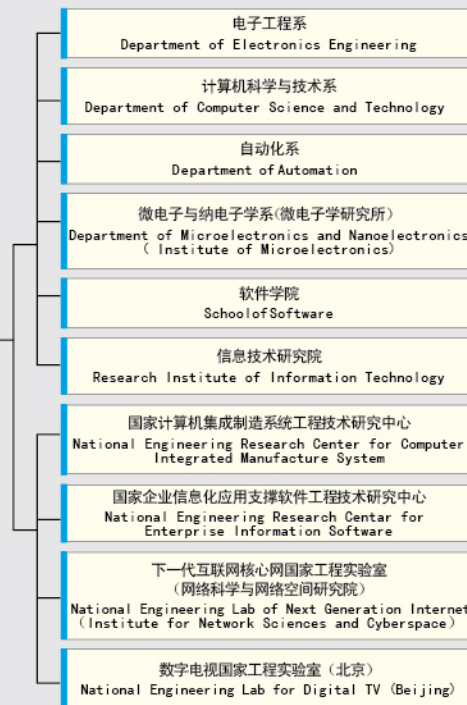 电子工程系
Department of Electronics Engineering
计算机科学与技术系
Department of Computer Science and Technology
自动化系
Department of Automation
微电子与纳电子学系(微电子学研究所)
Department of Microelectronics and Nanoelectronics
( Institute of Microelectronics)
软件学院
SchoolofSoftware
信息技术研究院
Research Institute of Information Technology
国家计算机集成制造系统工程技术研究中心
National Engineering Research Center for Computer
Integrated Manufacture System
国家企业信息化应用支撑软件工程技术研究中心
National Engineering Research Centar for
Enterprise Information Software
下一代互联网核心网国家工程实验室
(网络科学与网络空间研究院)
National Engineering Lab of Next Generation Internet
(Institute for Network Sciences and Cyberspace)
数字电视国家工程实验室(北京)
National Engineering Lab for Digital TV (Beijing)